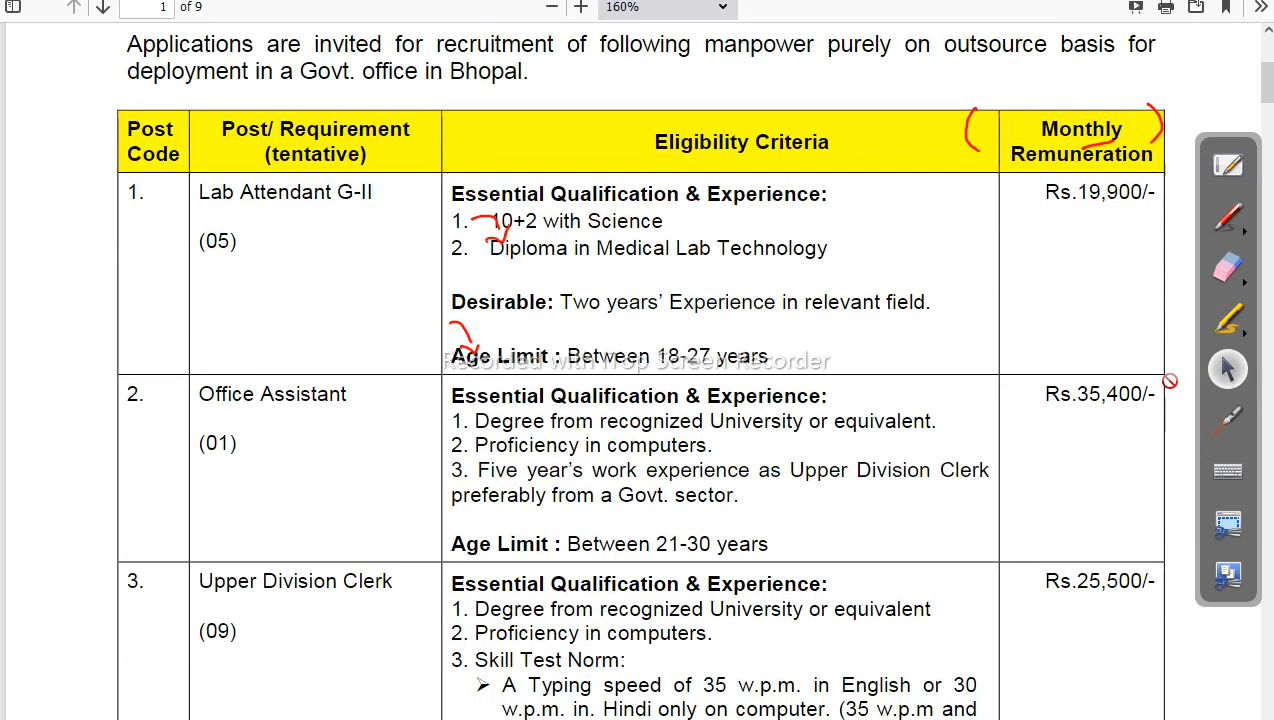 1 of 9 160%
Applications are invited for recruitment of following manpower purely on outsource basis for
deployment in a Govt. office in Bhopal.
Post Code Post/ Requirement (tentative) Eligibility Criteria Monthly Remuneration
1. Lab Attendant G-II Essential Qualification & Experience: Rs.19,900/-
1. 10+2 with Science
(05)
2. Diploma in Medical Lab Technology
Desirable: Two years’ Experience in relevant field.
Age Limit : Between 18-27 years
Recorded with iTop Screen Recorder
2. Office Assistant Essential Qualification & Experience: Rs.35,400/-
1. Degree from recognized University or equivalent.
(01) 2. Proficiency in computers.
3. Five year’s work experience as Upper Division Clerk
preferably from a Govt. sector.
Age Limit : Between 21-30 years
3. Upper Division Clerk Essential Qualification & Experience: Rs.25,500/-
1. Degree from recognized University or equivalent
(09) 2. Proficiency in computers.
3. Skill Test Norm:
➢ A Typing speed of 35 w.p.m. in English or 30
w.p.m. in. Hindi only on computer. (35 w.p.m and